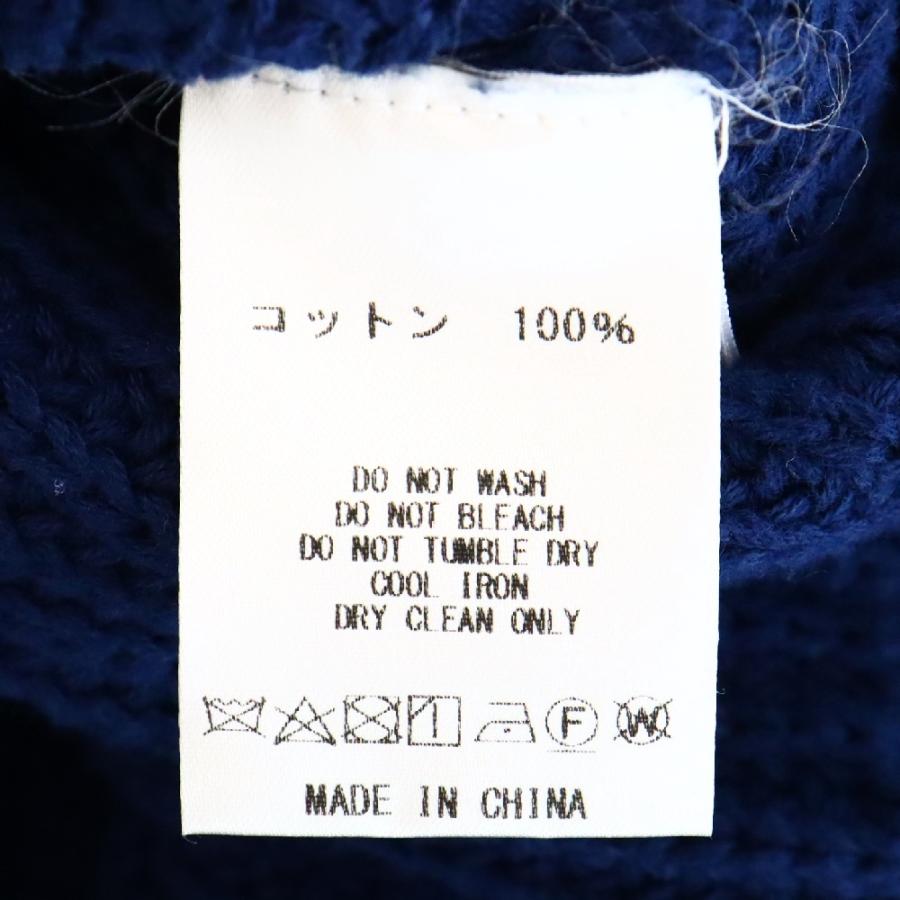 コットン 100%
DO NOT WASH
DO NOT BLEACH
DO NOT TUMBLE DRY
COOL IRON
DRY CLEAN ONLY
F W
MADE IN CHINA